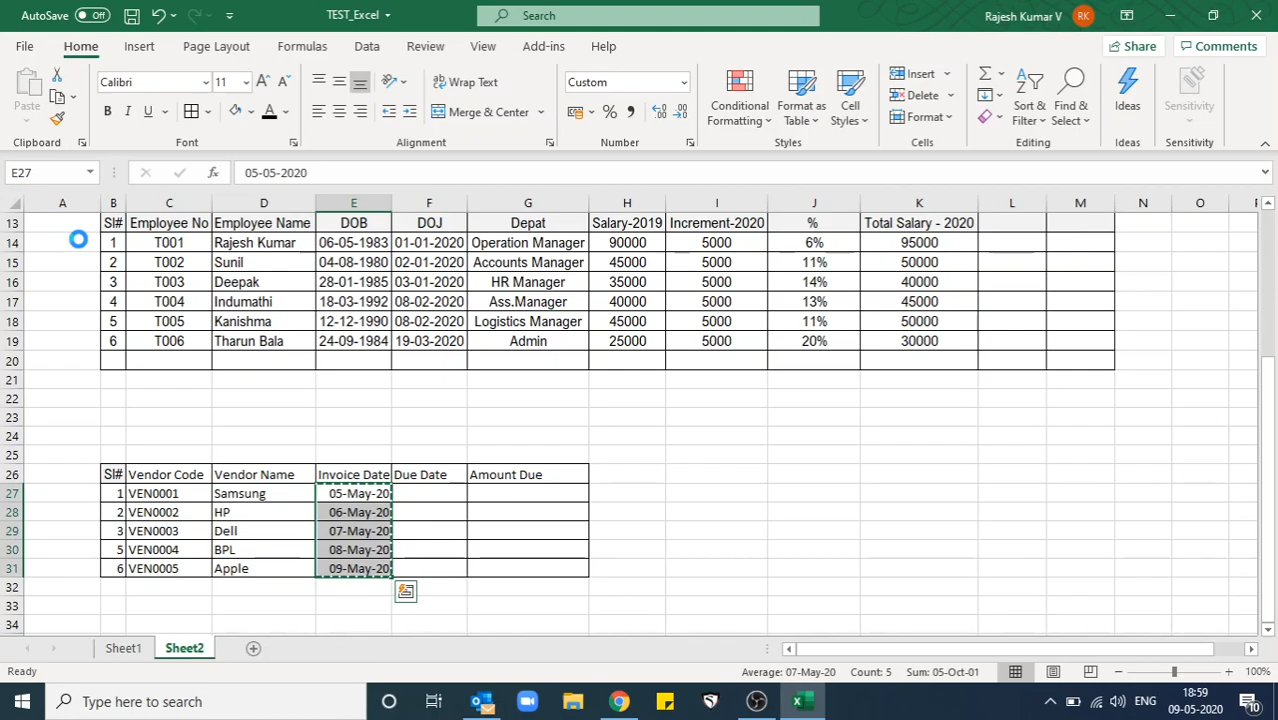 AutoSave Off TEST_Excel Search Rajesh Kumar V RK
File Home Insert Page Layout Formulas Data Review View Add-ins Help Share Comments
Paste Calibri 11 A A Wrap Text Custom Conditional Formatting Format as Table Cell Styles Insert Delete Format Sort & Filter Find & Select Ideas Sensitivity
B I U A Merge & Center % ,
Clipboard Font Alignment Number Styles Cells Editing Ideas Sensitivity
E27 fx 05-05-2020
A B C D E F G H I J K L M N O
13 Sl# Employee No Employee Name DOB DOJ Depat Salary-2019 Increment-2020 % Total Salary - 2020
14 1 T001 Rajesh Kumar 06-05-1983 01-01-2020 Operation Manager 90000 5000 6% 95000
15 2 T002 Sunil 04-08-1980 02-01-2020 Accounts Manager 45000 5000 11% 50000
16 3 T003 Deepak 28-01-1985 03-01-2020 HR Manager 35000 5000 14% 40000
17 4 T004 Indumathi 18-03-1992 08-02-2020 Ass.Manager 40000 5000 13% 45000
18 5 T005 Kanishma 12-12-1990 08-02-2020 Logistics Manager 45000 5000 11% 50000
19 6 T006 Tharun Bala 24-09-1984 19-03-2020 Admin 25000 5000 20% 30000
20
21
22
23
24
25
26 Sl# Vendor Code Vendor Name Invoice Date Due Date Amount Due
27 1 VEN0001 Samsung 05-May-20
28 2 VEN0002 HP 06-May-20
29 3 VEN0003 Dell 07-May-20
30 5 VEN0004 BPL 08-May-20
31 6 VEN0005 Apple 09-May-20
32
33
34
Sheet1 Sheet2
Ready Average: 07-May-20 Count: 5 Sum: 05-Oct-01 100%
Type here to search ENG 18:59 09-05-2020 10